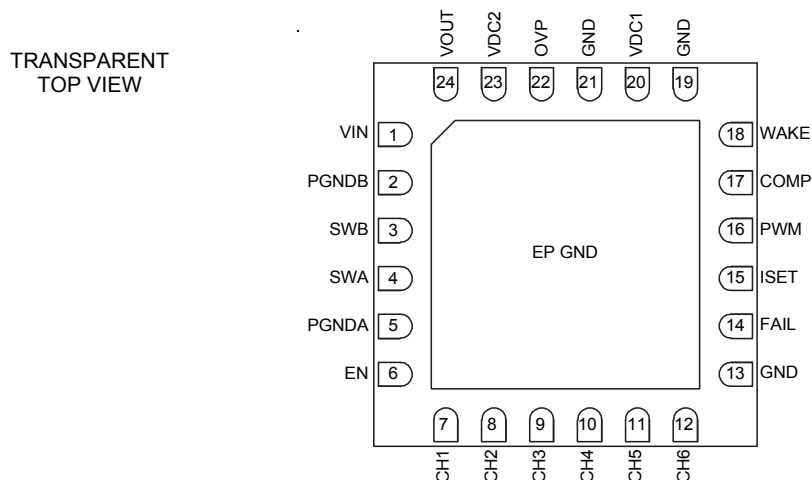 TRANSPARENT
TOP VIEW
VOUT
VDC2
OVP
GND
VDC1
GND
24
23
22
21
20
19
VIN 1
PGNDB 2
SWB 3
SWA 4
PGNDA 5
EN 6
EP GND
18 WAKE
17 COMP
16 PWM
15 ISET
14 FAIL
13 GND
7
8
9
10
11
12
CH1
CH2
CH3
CH4
CH5
CH6